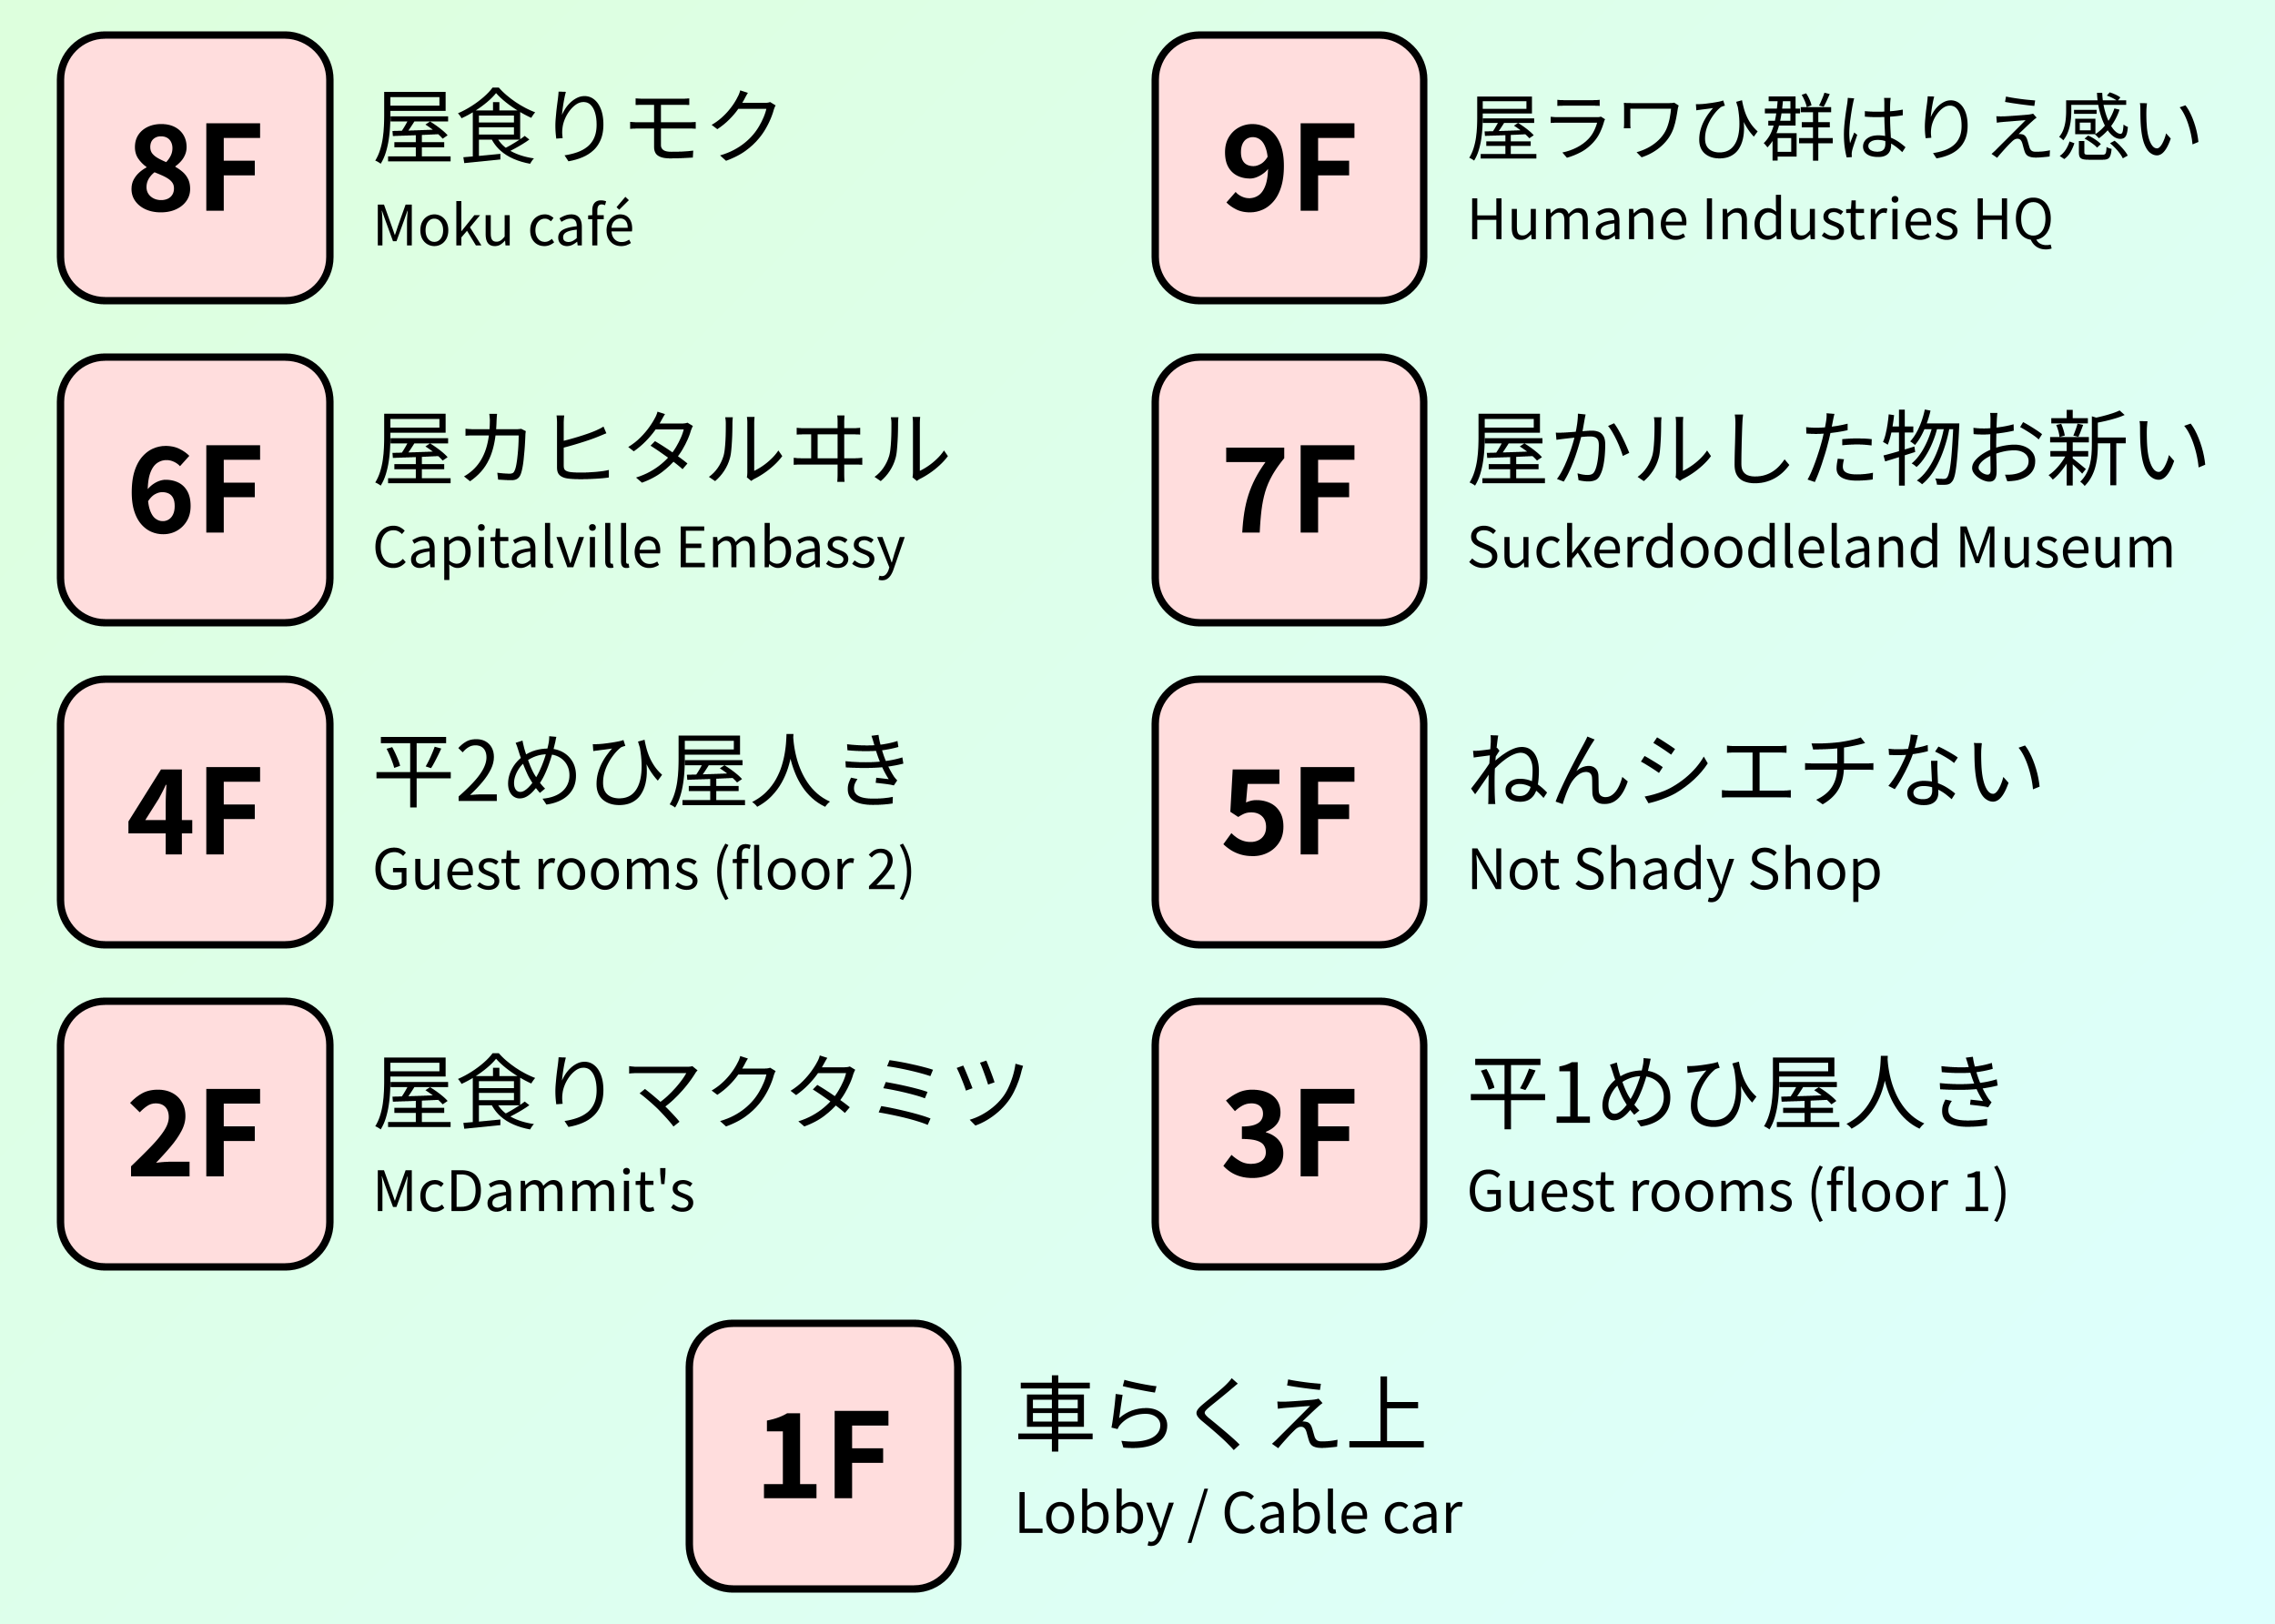 8F
屋食りモク
Moku café
9F
屋ラワひ群はりえ感い
Humane Industries HQ
6F
屋カヒタルヰル
Capitalville Embassy
7F
屋かルした物お新い
Suckerdoodleland Museum
4F
平2めひ屋人き
Guest rooms (floor 2)
5F
ねんシエチない
Not Shady Shop
2F
屋食りマクタミツ
McDammit's
3F
平1めひ屋人き
Guest rooms (floor 1)
1F
車らくえ上
Lobby / Cable car